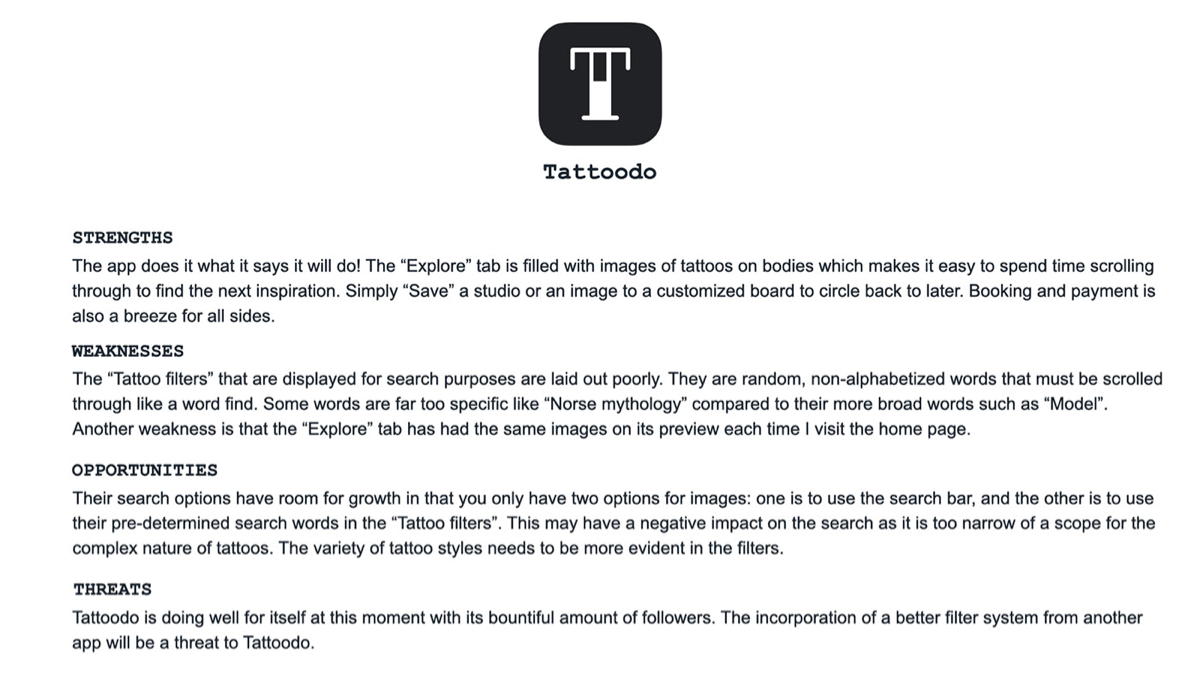 T
Tattoodo
STRENGTHS
The app does it what it says it will do! The “Explore” tab is filled with images of tattoos on bodies which makes it easy to spend time scrolling
through to find the next inspiration. Simply “Save” a studio or an image to a customized board to circle back to later. Booking and payment is
also a breeze for all sides.
WEAKNESSES
The “Tattoo filters” that are displayed for search purposes are laid out poorly. They are random, non-alphabetized words that must be scrolled
through like a word find. Some words are far too specific like “Norse mythology” compared to their more broad words such as “Model”.
Another weakness is that the “Explore” tab has had the same images on its preview each time I visit the home page.
OPPORTUNITIES
Their search options have room for growth in that you only have two options for images: one is to use the search bar, and the other is to use
their pre-determined search words in the “Tattoo filters”. This may have a negative impact on the search as it is too narrow of a scope for the
complex nature of tattoos. The variety of tattoo styles needs to be more evident in the filters.
THREATS
Tattoodo is doing well for itself at this moment with its bountiful amount of followers. The incorporation of a better filter system from another
app will be a threat to Tattoodo.